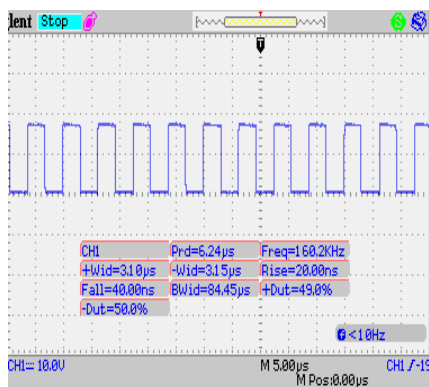 lent Stop
T
CH1 Prd=6.24µs Freq=160.2KHz
+Wid=3.10µs -Wid=3.15µs Rise=20.00ns
Fall=40.00ns BWid=84.45µs +Dut=49.0%
-Dut=50.0%
<10Hz
CH1 10.0V M 5.00µs CH1 -19
M Pos:0.00µs